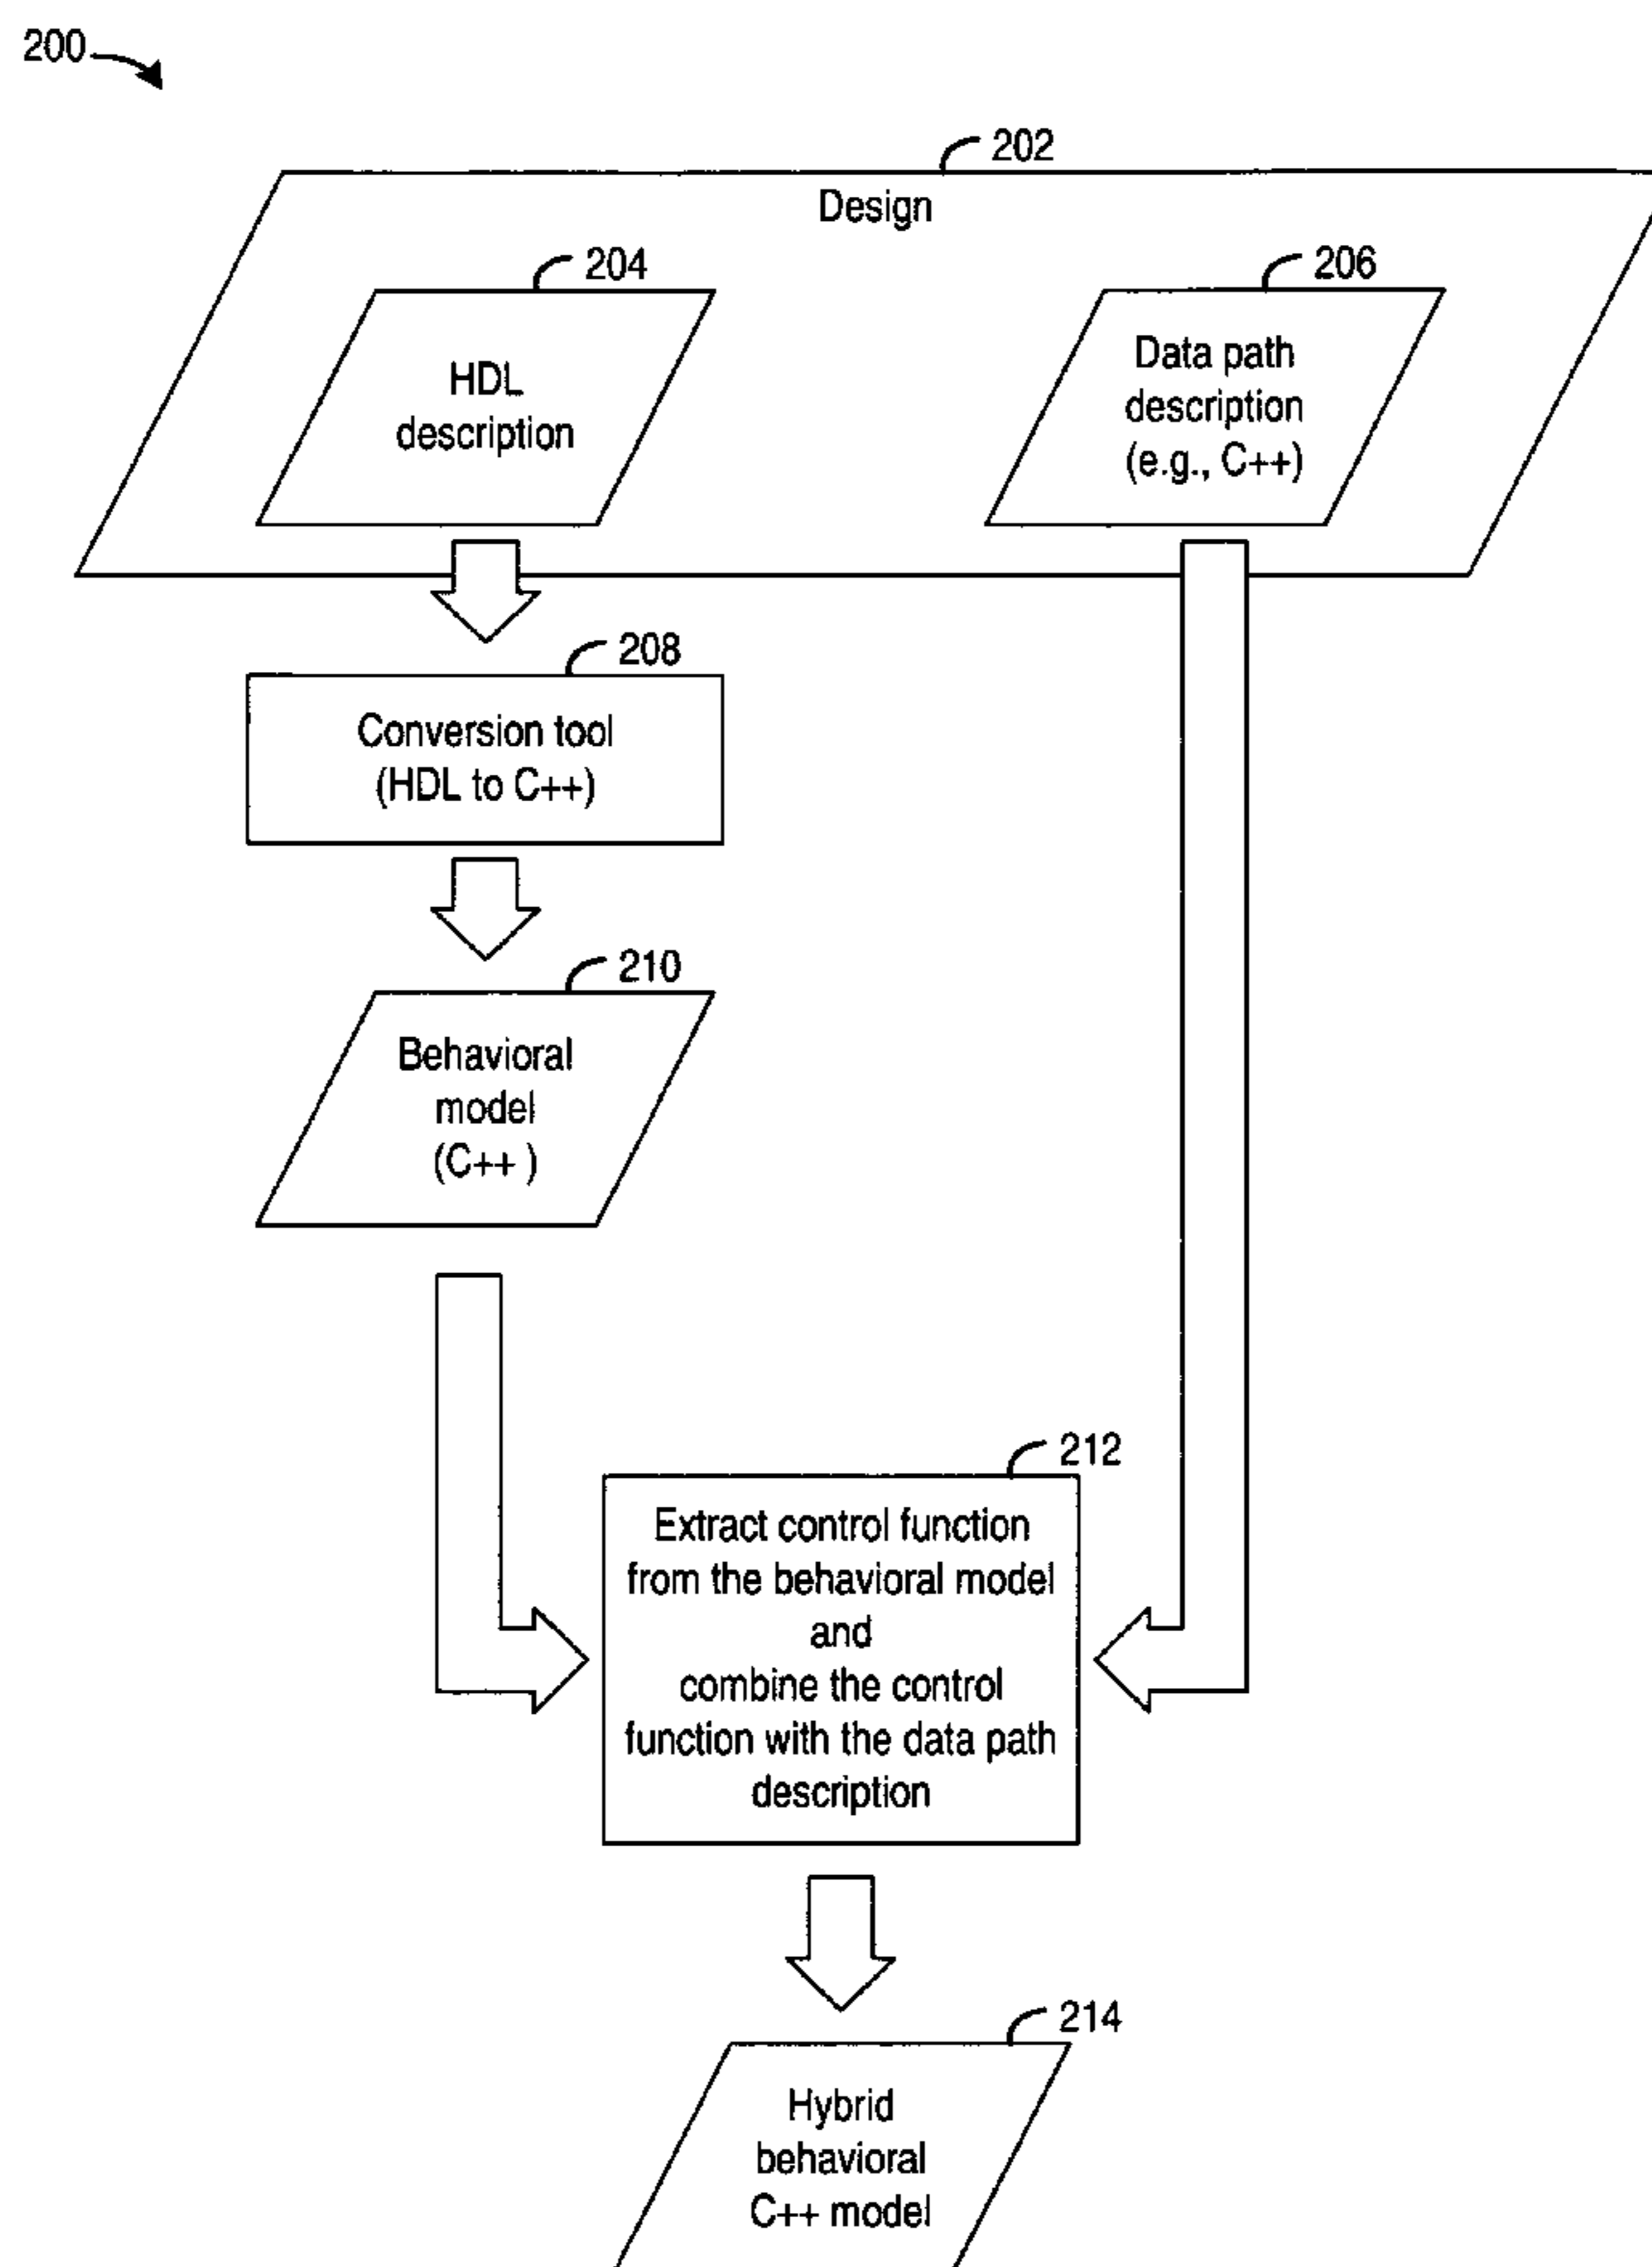 200
202
Design
204
206
HDL
description
Data path
description
(e.g., C++)
208
Conversion tool
(HDL to C++)
210
Behavioral
model
(C++ )
212
Extract control function
from the behavioral model
and
combine the control
function with the data path
description
214
Hybrid
behavioral
C++ model